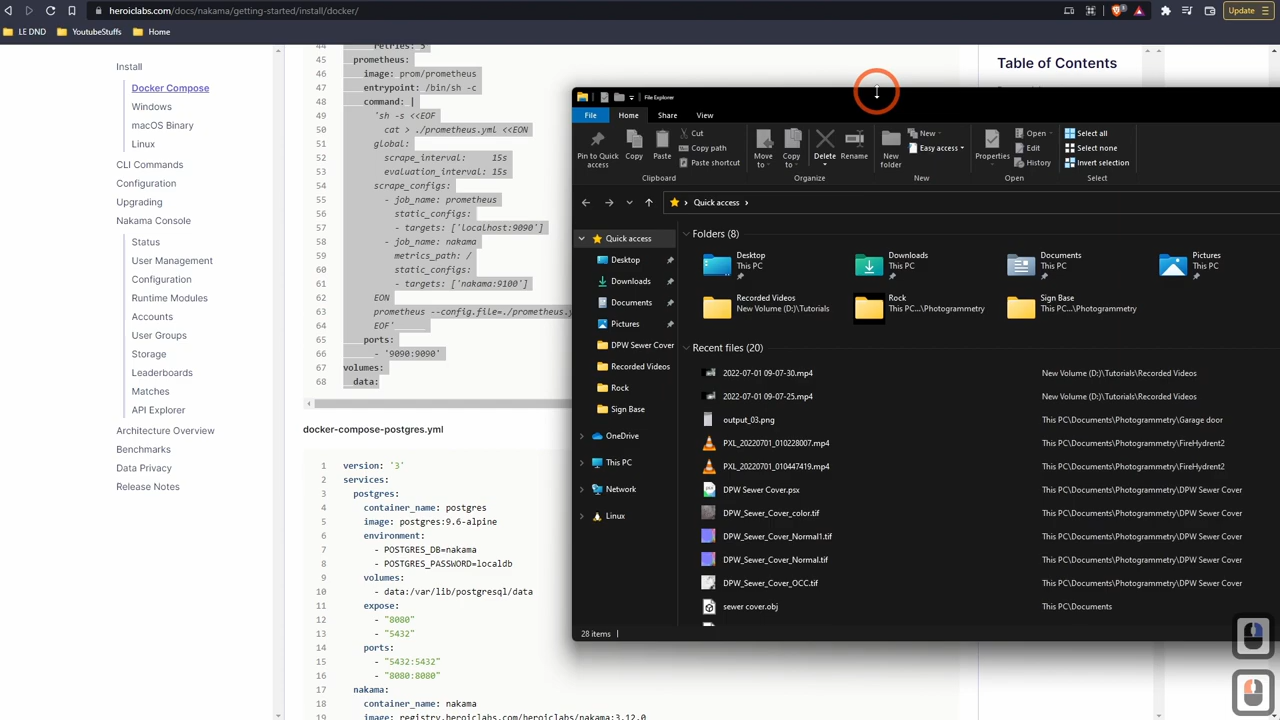 heroiclabs.com/docs/nakama/getting-started/install/docker/
Update
LE DND
YoutubeStuffs
Home
Install
Docker Compose
Windows
macOS Binary
Linux
CLI Commands
Configuration
Upgrading
Nakama Console
Status
User Management
Configuration
Runtime Modules
Accounts
User Groups
Storage
Leaderboards
Matches
API Explorer
Architecture Overview
Benchmarks
Data Privacy
Release Notes
44 retries: 5
45 prometheus:
46 image: prom/prometheus
47 entrypoint: /bin/sh -c
48 command: |
49 'sh -s <<EOF
50 cat > ./prometheus.yml <<EON
51 global:
52 scrape_interval: 15s
53 evaluation_interval: 15s
54 scrape_configs:
55 - job_name: prometheus
56 static_configs:
57 - targets: ['localhost:9090']
58 - job_name: nakama
59 metrics_path: /
60 static_configs:
61 - targets: ['nakama:9100']
62 EON
63 prometheus --config.file=./prometheus.y
64 EOF'
65 ports:
66 - '9090:9090'
67 volumes:
68 data:
docker-compose-postgres.yml
1 version: '3'
2 services:
3 postgres:
4 container_name: postgres
5 image: postgres:9.6-alpine
6 environment:
7 - POSTGRES_DB=nakama
8 - POSTGRES_PASSWORD=localdb
9 volumes:
10 - data:/var/lib/postgresql/data
11 expose:
12 - "8080"
13 - "5432"
14 ports:
15 - "5432:5432"
16 - "8080:8080"
17 nakama:
18 container_name: nakama
19 image: registry.heroiclabs.com/heroiclabs/nakama:3.12.0
Table of Contents
File Explorer
File
Home
Share
View
Pin to Quick access
Copy
Paste
Cut
Copy path
Paste shortcut
Clipboard
Move to
Copy to
Delete
Rename
Organize
New folder
New
Easy access
New
Properties
Open
Edit
History
Open
Select all
Select none
Invert selection
Select
Quick access
Quick access
Desktop
Downloads
Documents
Pictures
DPW Sewer Cover
Recorded Videos
Rock
Sign Base
OneDrive
This PC
Network
Linux
Folders (8)
Desktop
This PC
Downloads
This PC
Documents
This PC
Pictures
This PC
Recorded Videos
New Volume (D:)\Tutorials
Rock
This PC\...\Photogrammetry
Sign Base
This PC\...\Photogrammetry
Recent files (20)
2022-07-01 09-07-30.mp4 New Volume (D:)\Tutorials\Recorded Videos
2022-07-01 09-07-25.mp4 New Volume (D:)\Tutorials\Recorded Videos
output_03.png This PC\Documents\Photogrammetry\Garage door
PXL_20220701_010228007.mp4 This PC\Documents\Photogrammetry\FireHydrent2
PXL_20220701_010447419.mp4 This PC\Documents\Photogrammetry\FireHydrent2
DPW Sewer Cover.psx This PC\Documents\Photogrammetry\DPW Sewer Cover
DPW_Sewer_Cover_color.tif This PC\Documents\Photogrammetry\DPW Sewer Cover
DPW_Sewer_Cover_Normal1.tif This PC\Documents\Photogrammetry\DPW Sewer Cover
DPW_Sewer_Cover_Normal.tif This PC\Documents\Photogrammetry\DPW Sewer Cover
DPW_Sewer_Cover_OCC.tif This PC\Documents\Photogrammetry\DPW Sewer Cover
sewer cover.obj This PC\Documents
28 items